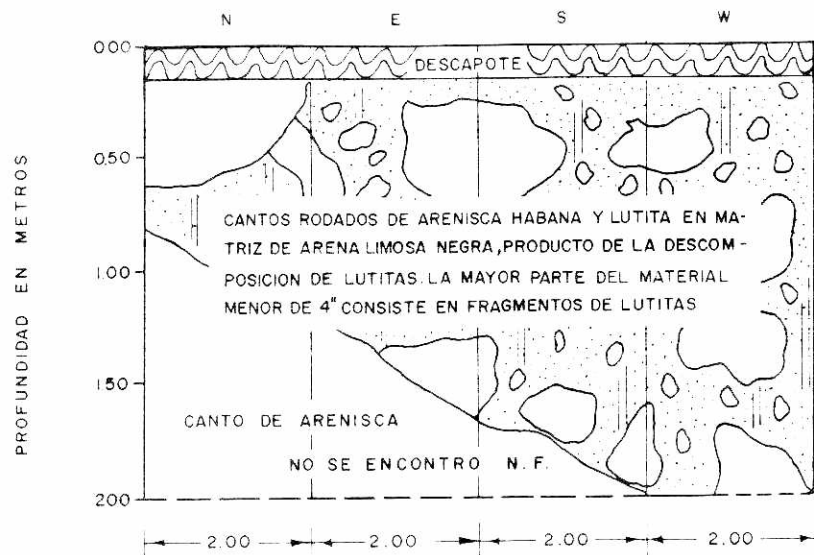 N E S W
0.00
DESCAPOTE
0,50
CANTOS RODADOS DE ARENISCA HABANA Y LUTITA EN MA-
TRIZ DE ARENA LIMOSA NEGRA, PRODUCTO DE LA DESCOM-
POSICION DE LUTITAS. LA MAYOR PARTE DEL MATERIAL
MENOR DE 4" CONSISTE EN FRAGMENTOS DE LUTITAS
1.00
1.50
CANTO DE ARENISCA
NO SE ENCONTRO N.F.
2.00
PROFUNDIDAD EN METROS
2.00 2.00 2.00 2.00